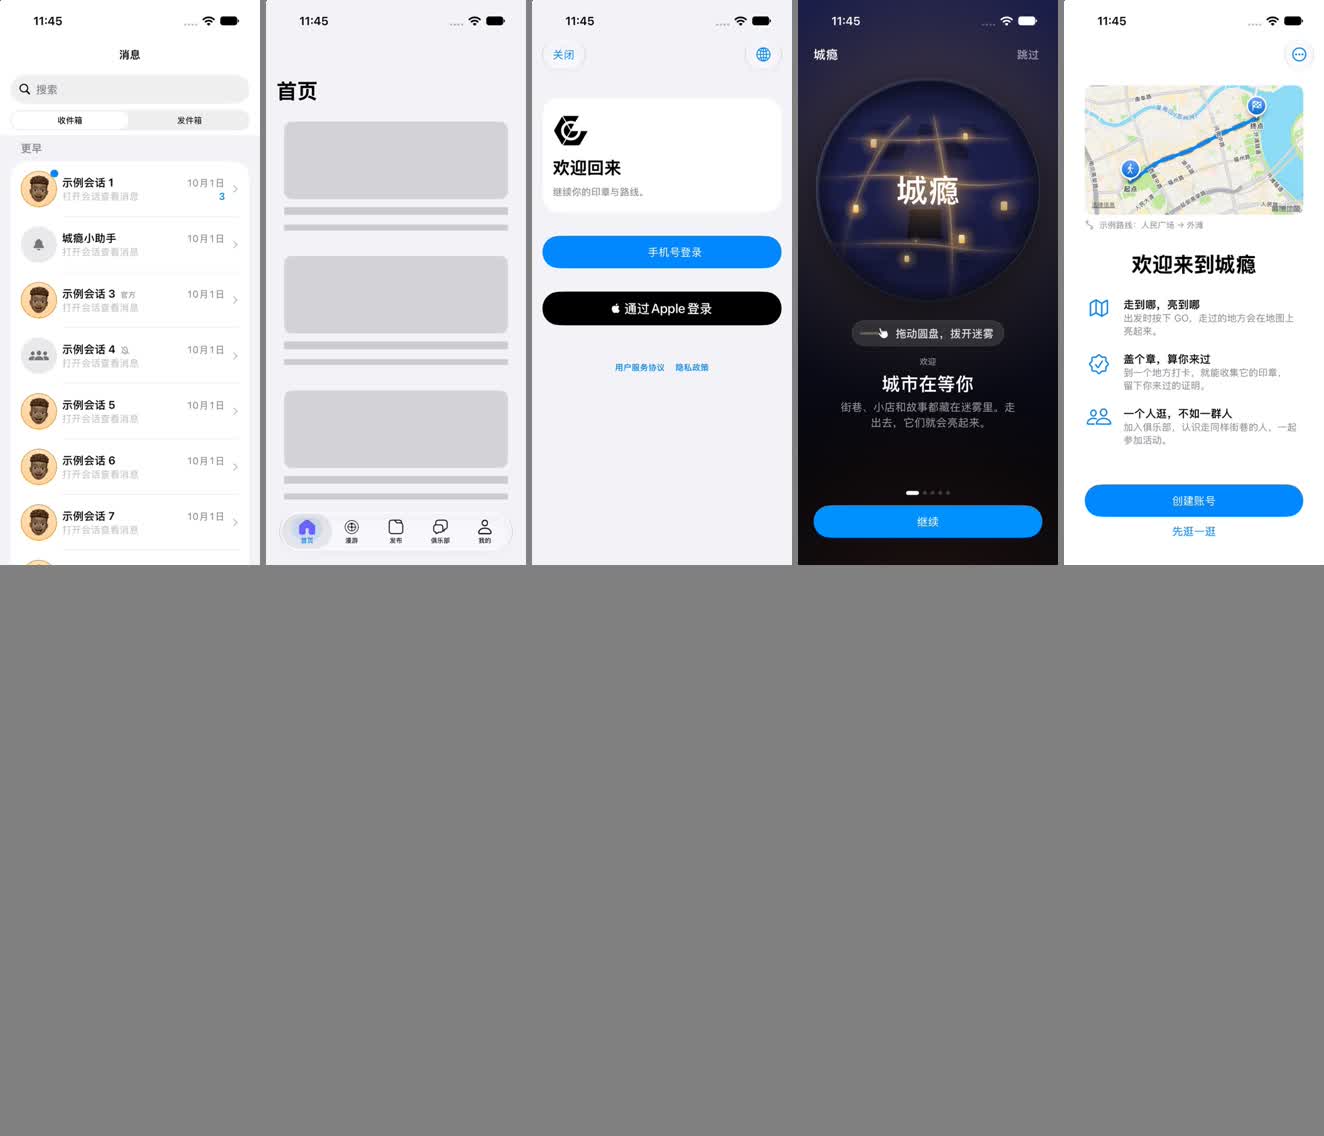 11:45
消息
搜索
收件箱
发件箱
更早
示例会话 1
10月1日
打开会话查看消息
3
城瘾小助手
10月1日
打开会话查看消息
示例会话 3 官方
10月1日
打开会话查看消息
示例会话 4
10月1日
打开会话查看消息
示例会话 5
10月1日
打开会话查看消息
示例会话 6
10月1日
打开会话查看消息
示例会话 7
10月1日
打开会话查看消息
11:45
首页
首页
漫游
发布
俱乐部
我的
11:45
关闭
欢迎回来
继续你的印章与路线。
手机号登录
通过Apple登录
用户服务协议
隐私政策
11:45
城瘾
跳过
城瘾
拖动圆盘，拨开迷雾
欢迎
城市在等你
街巷、小店和故事都藏在迷雾里。走
出去，它们就会亮起来。
继续
11:45
终点
起点
示例路线：人民广场 → 外滩
欢迎来到城瘾
走到哪，亮到哪
出发时按下 GO，走过的地方会在地图上
亮起来。
盖个章，算你来过
到一个地方打卡，就能收集它的印章，
留下你来过的证明。
一个人逛，不如一群人
加入俱乐部，认识走同样街巷的人，一起
参加活动。
创建账号
先逛一逛